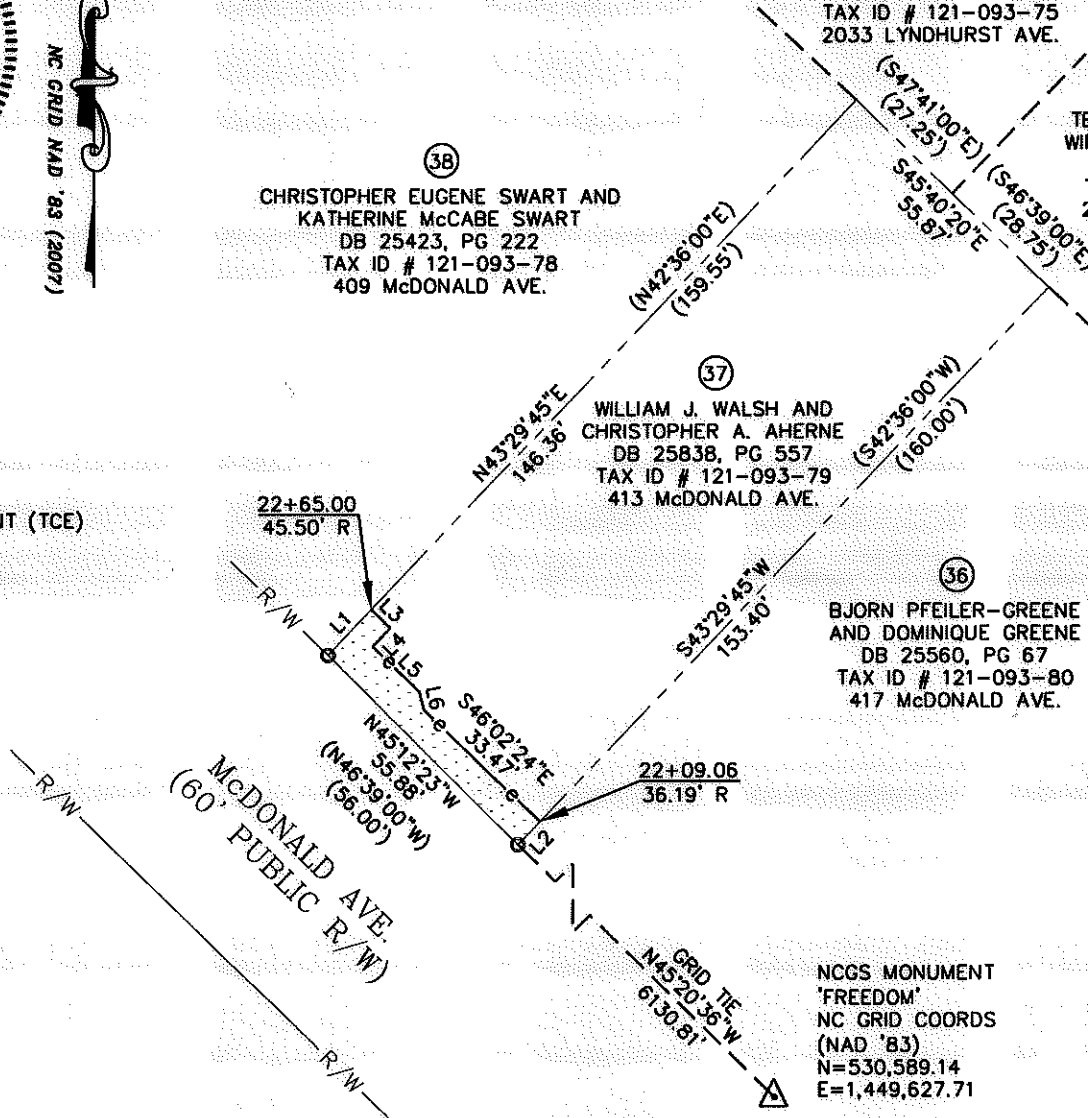 TAX ID # 121-093-75
2033 LYNDHURST AVE.
NC GRID NAD '83 (2007)
(S47°41'00"E)
(27.25')
S45°40'20"E
55.87'
(S46°39'00"E)
(28.75')
38
CHRISTOPHER EUGENE SWART AND
KATHERINE McCABE SWART
DB 25423, PG 222
TAX ID # 121-093-78
409 McDONALD AVE.
(N42°36'00"E)
(159.55')
N43°29'45"E
146.36'
37
WILLIAM J. WALSH AND
CHRISTOPHER A. AHERNE
DB 25838, PG 557
TAX ID # 121-093-79
413 McDONALD AVE.
(S42°36'00"W)
(160.00')
S43°29'45"W
153.40'
(TCE)
22+65.00
45.50' R
36
BJORN PFEILER-GREENE
AND DOMINIQUE GREENE
DB 25560, PG 67
TAX ID # 121-093-80
417 McDONALD AVE.
R/W
L1
L3
L4
e
L5
L6
e
S46°02'24"E
33.47'
e
L2
N45°12'23"W
55.88'
(N46°39'00"W)
(56.00')
22+09.06
36.19' R
R/W
McDONALD AVE.
(60' PUBLIC R/W)
R/W
GRID TIE
N45°20'36"W
6130.81'
NCGS MONUMENT
'FREEDOM'
NC GRID COORDS
(NAD '83)
N=530,589.14
E=1,449,627.71